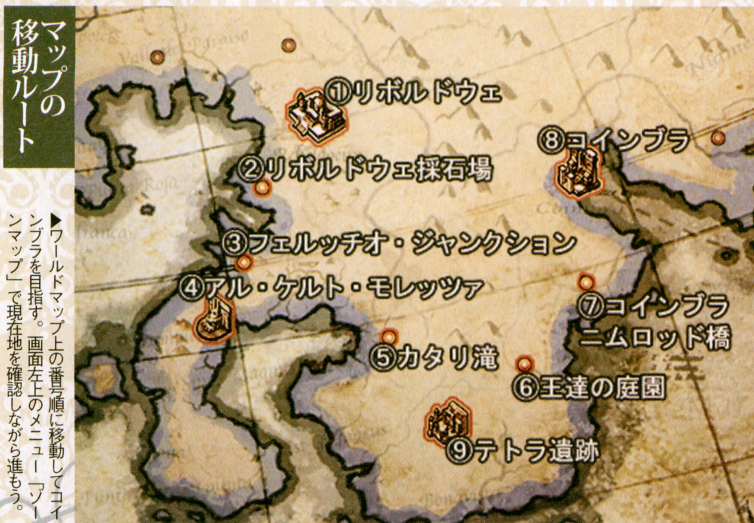 マップの
移動ルート
①リボルドウェ
②リボルドウェ採石場
③フェルッチオ・ジャンクション
④アル・ケルト・モレッツァ
⑤カタリ滝
⑥王達の庭園
⑦コインブラ
ニムロッド橋
⑧コインブラ
⑨テトラ遺跡
▶ワールドマップ上の番号順に移動してコイ
ンブラを目指す。画面左上のメニュー「ゾー
ンマップ」で現在地を確認しながら進もう。